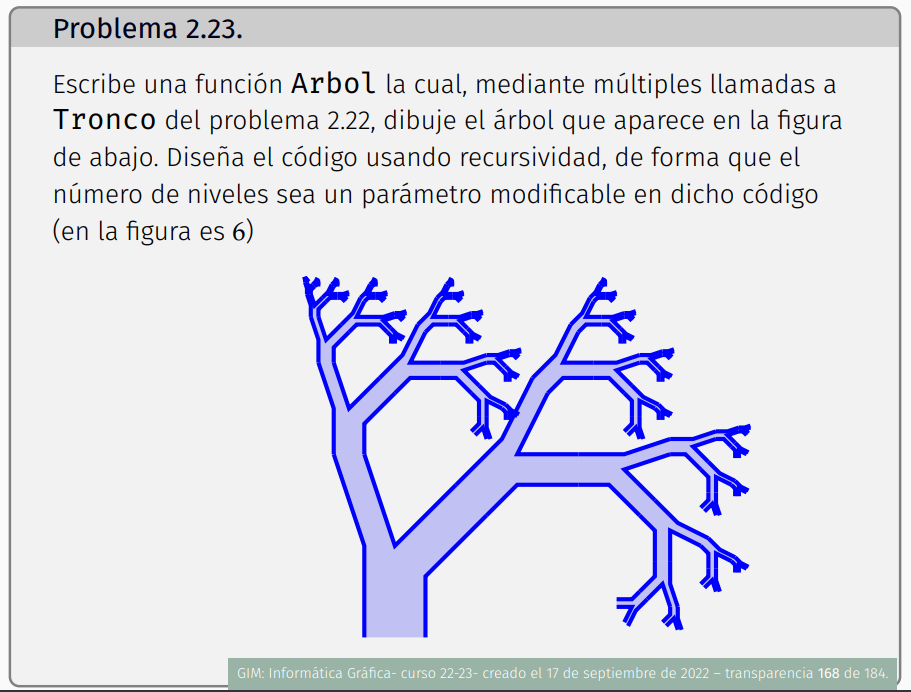 Problema 2.23.
Escribe una función Arbol la cual, mediante múltiples llamadas a
Tronco del problema 2.22, dibuje el árbol que aparece en la figura
de abajo. Diseña el código usando recursividad, de forma que el
número de niveles sea un parámetro modificable en dicho código
(en la figura es 6)
GIM: Informática Gráfica- curso 22-23- creado el 17 de septiembre de 2022 – transparencia 168 de 184.